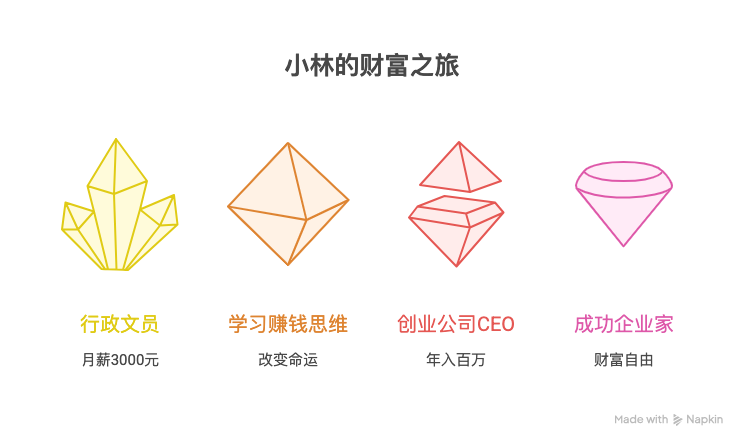 小林的财富之旅
行政文员
月薪3000元
学习赚钱思维
改变命运
创业公司CEO
年入百万
成功企业家
财富自由
Made with Napkin